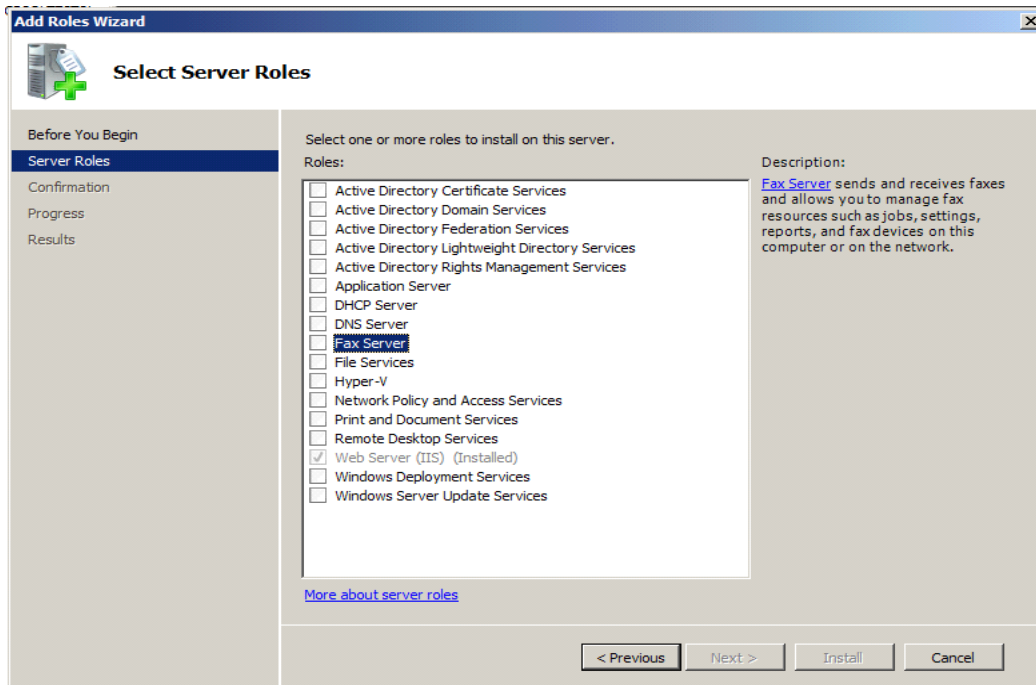 Add Roles Wizard
Select Server Roles
Before You Begin
Server Roles
Confirmation
Progress
Results
Select one or more roles to install on this server.
Roles:
Active Directory Certificate Services
Active Directory Domain Services
Active Directory Federation Services
Active Directory Lightweight Directory Services
Active Directory Rights Management Services
Application Server
DHCP Server
DNS Server
Fax Server
File Services
Hyper-V
Network Policy and Access Services
Print and Document Services
Remote Desktop Services
Web Server (IIS) (Installed)
Windows Deployment Services
Windows Server Update Services
More about server roles
Description:
Fax Server sends and receives faxes
and allows you to manage fax
resources such as jobs, settings,
reports, and fax devices on this
computer or on the network.
< Previous
Next >
Install
Cancel